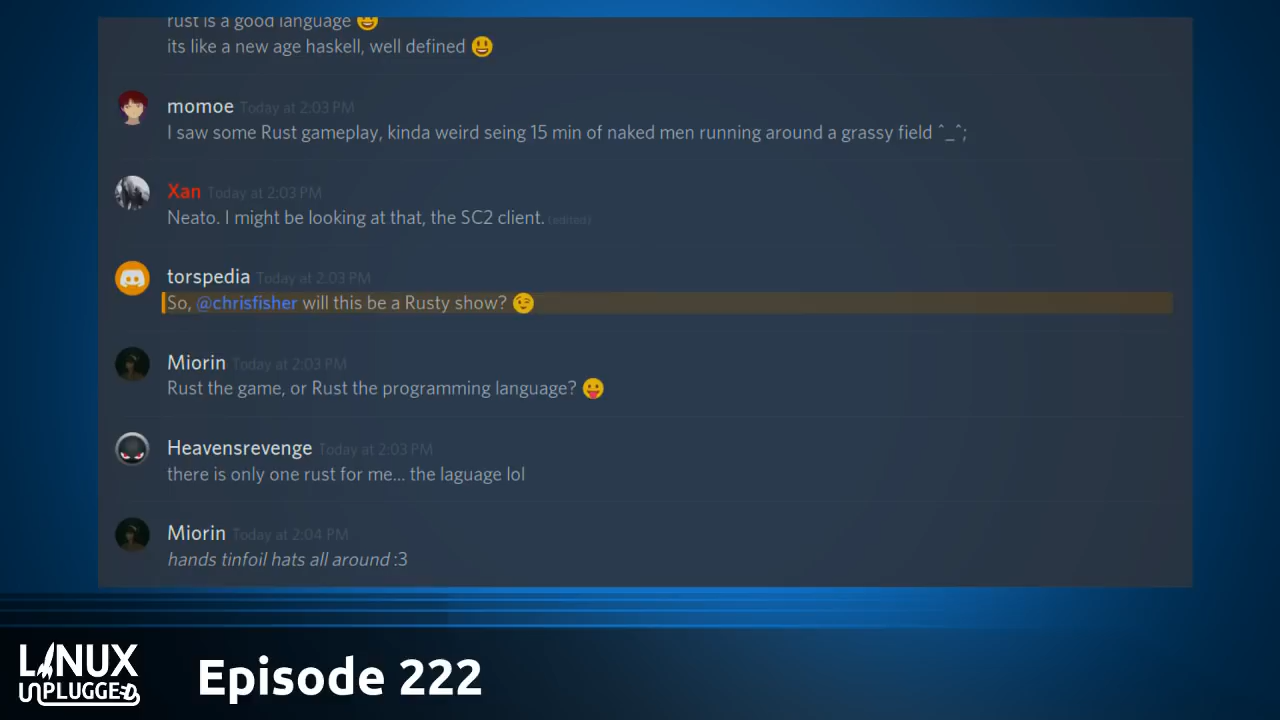 rust is a good language 😀
its like a new age haskell, well defined 😃
momoe Today at 2:03 PM
I saw some Rust gameplay, kinda weird seing 15 min of naked men running around a grassy field ^_^;
Xan Today at 2:03 PM
Neato. I might be looking at that, the SC2 client. (edited)
torspedia Today at 2:03 PM
So, @chrisfisher will this be a Rusty show? 😉
Miorin Today at 2:03 PM
Rust the game, or Rust the programming language? 😛
Heavensrevenge Today at 2:03 PM
there is only one rust for me... the laguage lol
Miorin Today at 2:04 PM
hands tinfoil hats all around :3
LINUX
UNPLUGGED
Episode 222